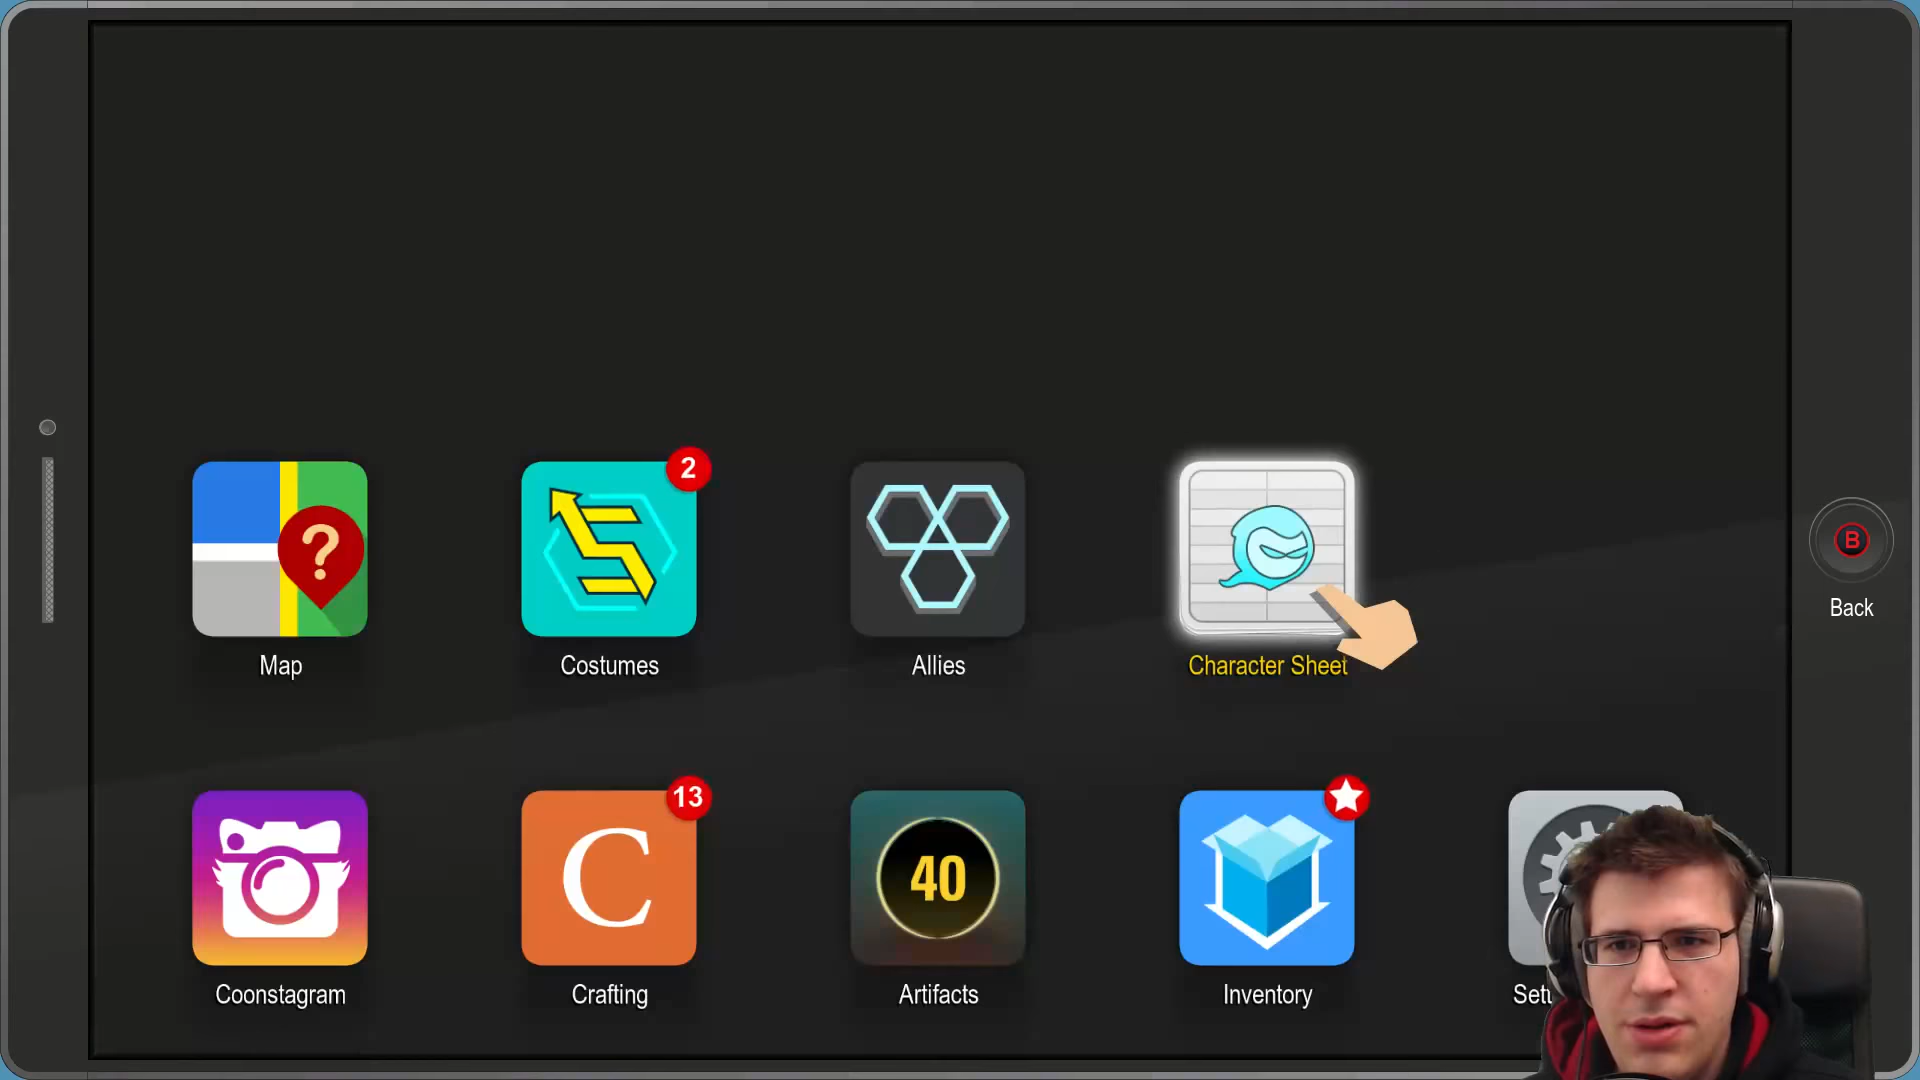 2
?
B
Back
Map
Costumes
Allies
Character Sheet
13
C
40
Coonstagram
Crafting
Artifacts
Inventory